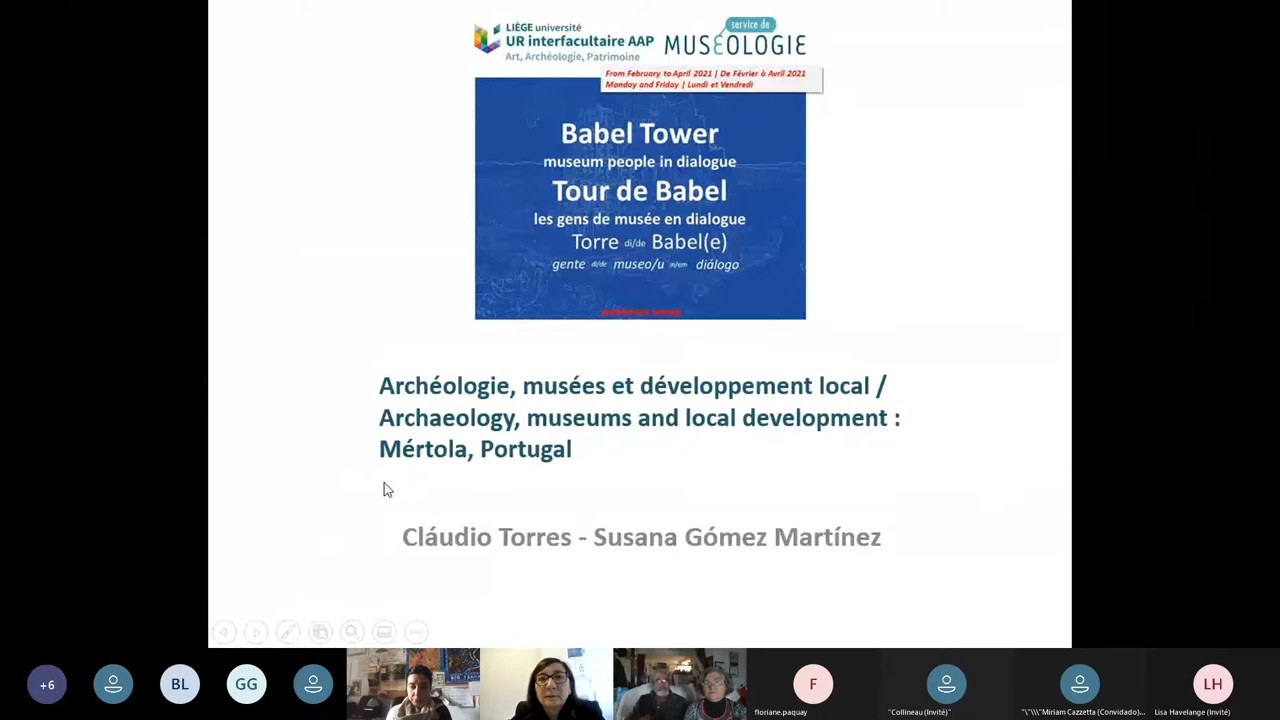 LIÈGE université
UR interfacultaire AAP
Art, Archéologie, Patrimoine
service de
MUSÉOLOGIE
From February to April 2021 | De Février à Avril 2021
Monday and Friday | Lundi et Vendredi
Babel Tower
museum people in dialogue
Tour de Babel
les gens de musée en dialogue
Torre di/de Babel(e)
gente di/de museo/u in/em diálogo
Archéologie, musées et développement local /
Archaeology, museums and local development :
Mértola, Portugal
Cláudio Torres - Susana Gómez Martínez
+6
BL
GG
F
LH
floriane.paquay
"Collineau (Invité)"
"\"\\\"Miriam Cazzetta (Convidado)...
Lisa Havelange (Invité)